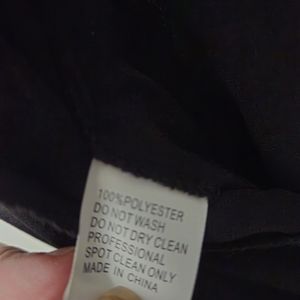 100%POLYESTER
DO NOT WASH
DO NOT DRY CLEAN
PROFESSIONAL
SPOT CLEAN ONLY
MADE IN CHINA